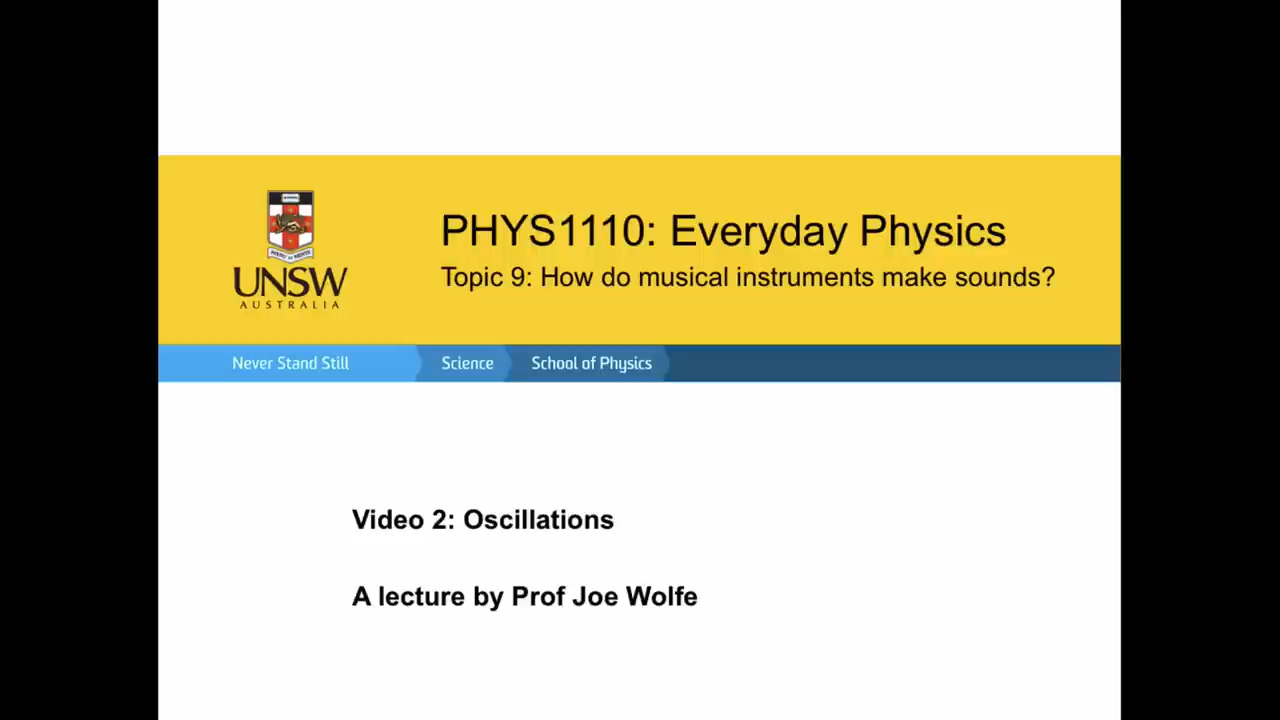 PHYS1110: Everyday Physics
Topic 9: How do musical instruments make sounds?
UNSW
AUSTRALIA
Never Stand Still
Science
School of Physics
Video 2: Oscillations
A lecture by Prof Joe Wolfe